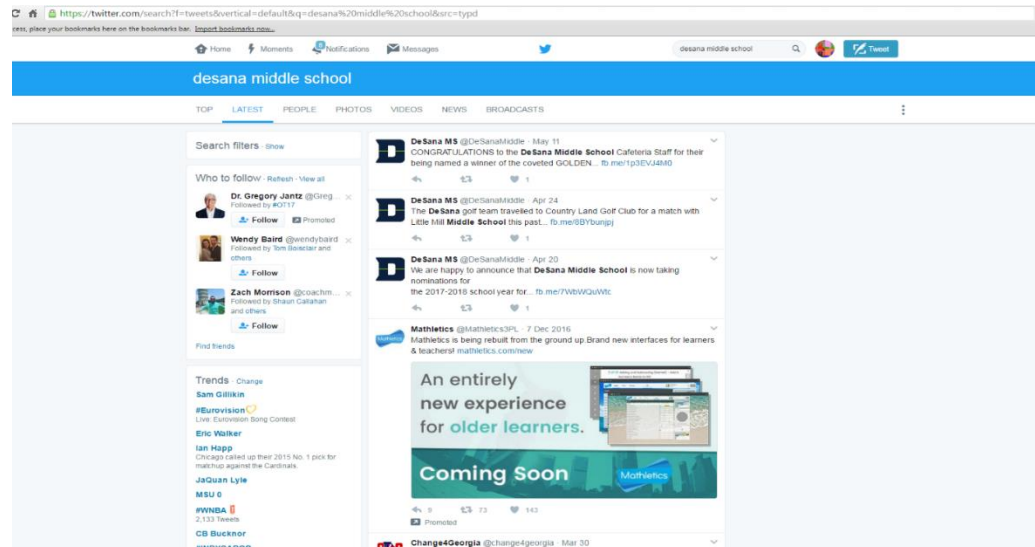 https://twitter.com/search?f=tweets&vertical=default&q=desana%20middle%20school&src=typd
cess, place your bookmarks here on the bookmarks bar. Import bookmarks now...
Home Moments Notifications Messages desana middle school Tweet
desana middle school
TOP LATEST PEOPLE PHOTOS VIDEOS NEWS BROADCASTS
Search filters · Show
Who to follow · Refresh · View all
Dr. Gregory Jantz @Greg...
Followed by #OT17
Follow Promoted
Wendy Baird @wendybaird
Followed by Tom Boisclair and
others
Follow
Zach Morrison @coachm...
Followed by Shaun Callahan
and others
Follow
Find friends
Trends · Change
Sam Gillikin
#Eurovision
Live: Eurovision Song Contest
Eric Walker
Ian Happ
Chicago called up their 2015 No. 1 pick for
matchup against the Cardinals.
JaQuan Lyle
MSU 0
#WNBA
2,133 Tweets
CB Bucknor
DeSana MS @DeSanaMiddle · May 11
CONGRATULATIONS to the DeSana Middle School Cafeteria Staff for their
being named a winner of the coveted GOLDEN... fb.me/1p3EVJ4M0
1
DeSana MS @DeSanaMiddle · Apr 24
The DeSana golf team travelled to Country Land Golf Club for a match with
Little Mill Middle School this past... fb.me/8BYbunjpj
1
DeSana MS @DeSanaMiddle · Apr 20
We are happy to announce that DeSana Middle School is now taking
nominations for
the 2017-2018 school year for... fb.me/7WbWQuWIc
1
Mathletics @Mathletics3PL · 7 Dec 2016
Mathletics is being rebuilt from the ground up.Brand new interfaces for learners
& teachers! mathletics.com/new
An entirely
new experience
for older learners.
Coming Soon
Mathletics
9 73 143
Promoted
Change4Georgia @change4georgia · Mar 30